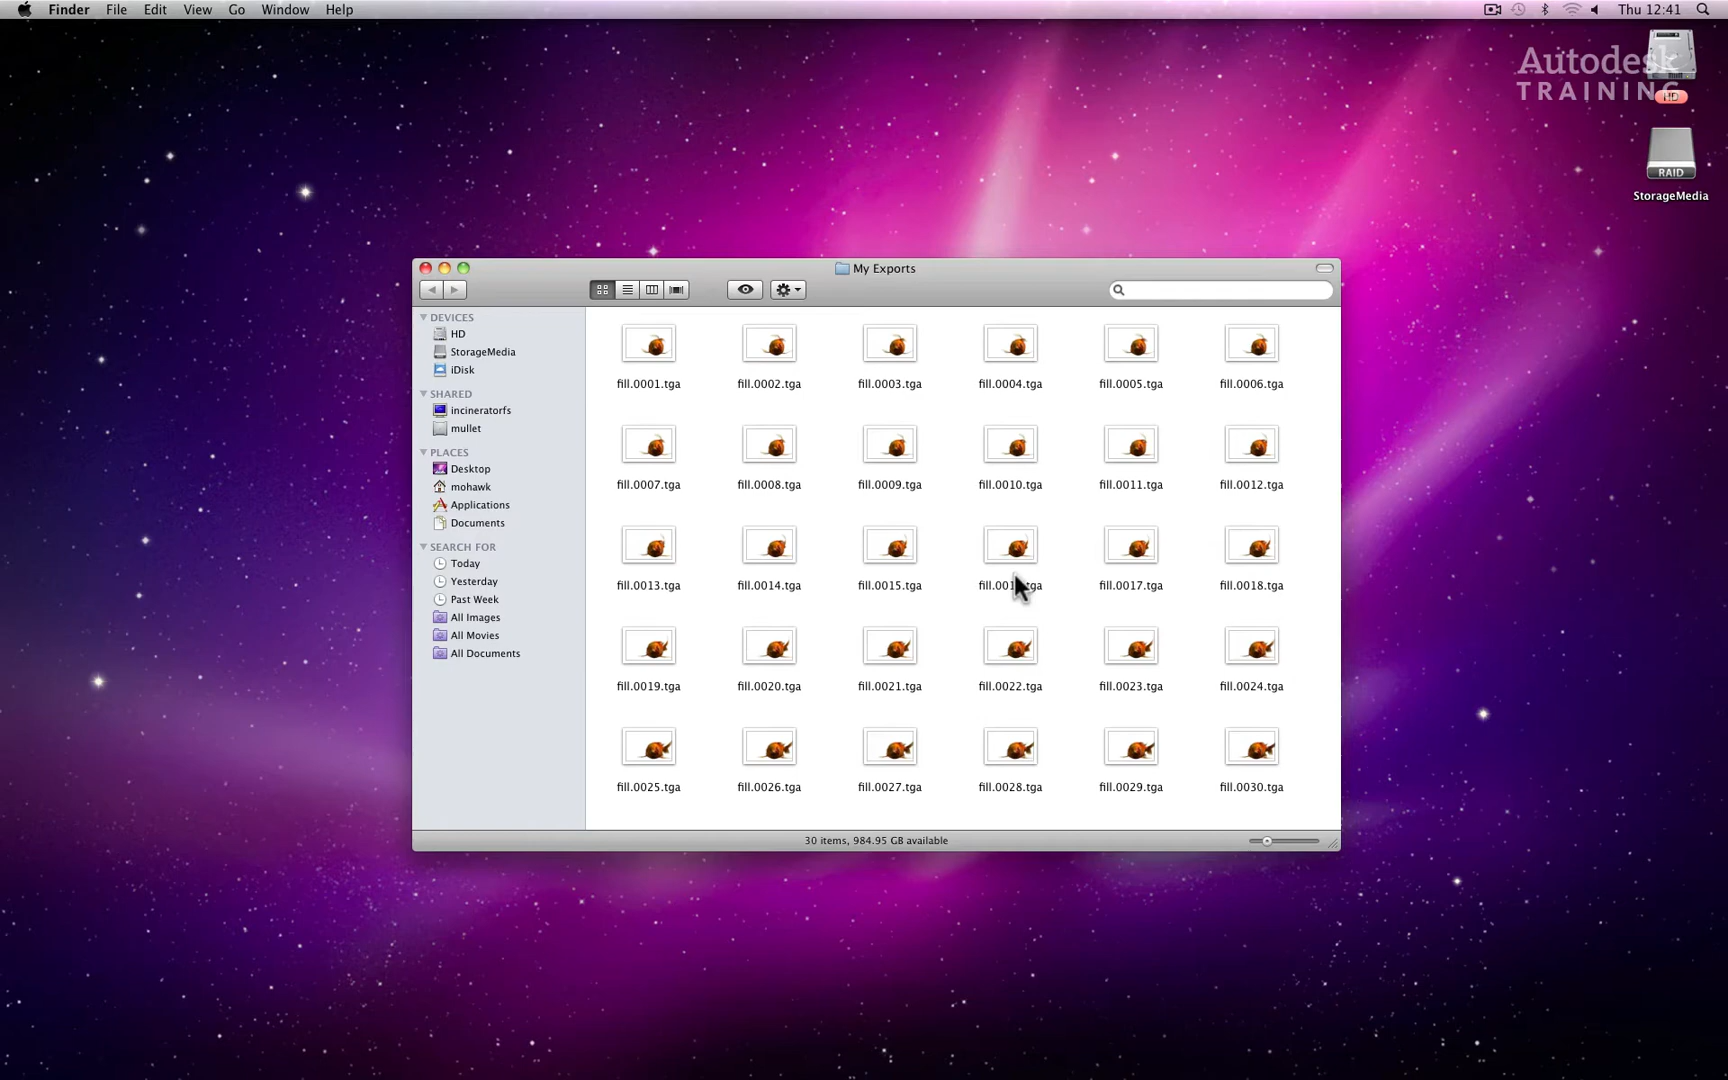 Finder File Edit View Go Window Help
Thu 12:41
Autodesk
TRAINING
HD
RAID
StorageMedia
My Exports
DEVICES
HD
StorageMedia
iDisk
SHARED
incineratorfs
mullet
PLACES
Desktop
mohawk
Applications
Documents
SEARCH FOR
Today
Yesterday
Past Week
All Images
All Movies
All Documents
fill.0001.tga fill.0002.tga fill.0003.tga fill.0004.tga fill.0005.tga fill.0006.tga
fill.0007.tga fill.0008.tga fill.0009.tga fill.0010.tga fill.0011.tga fill.0012.tga
fill.0013.tga fill.0014.tga fill.0015.tga fill.0017.tga fill.0018.tga
fill.0019.tga fill.0020.tga fill.0021.tga fill.0022.tga fill.0023.tga fill.0024.tga
fill.0025.tga fill.0026.tga fill.0027.tga fill.0028.tga fill.0029.tga fill.0030.tga
30 items, 984.95 GB available